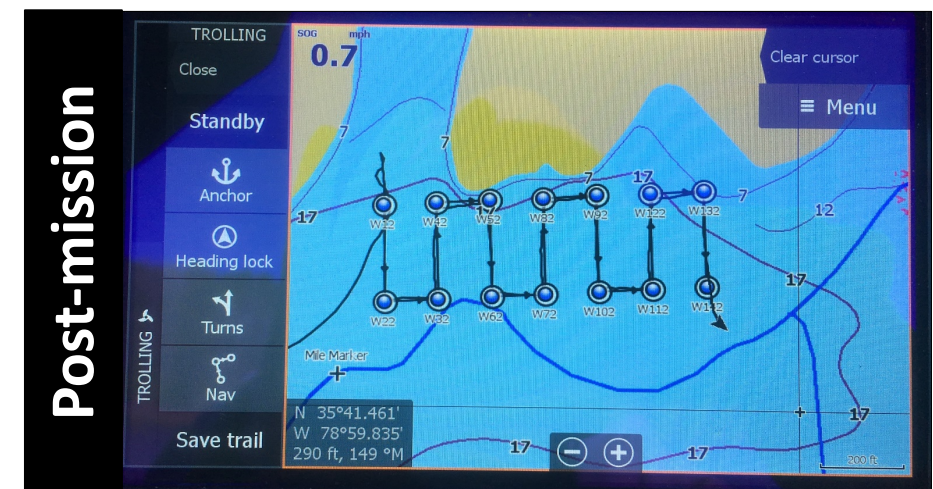 Post-mission
TROLLING
Close
Standby
Anchor
Heading lock
Turns
Nav
Save trail
TROLLING
SOG mph
0.7
Clear cursor
≡ Menu
7
7
7
17
7
12
17
17
W12
W42
W52
W82
W92
W122
W132
17
W22
W32
W62
W72
W102
W112
W142
Mile Marker
N 35°41.461'
W 78°59.835'
290 ft, 149 °M
17
17
17
200 ft